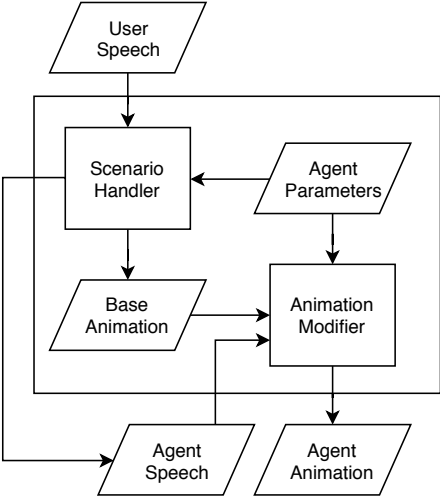 User
Speech
Scenario
Handler
Agent
Parameters
Base
Animation
Animation
Modifier
Agent
Speech
Agent
Animation